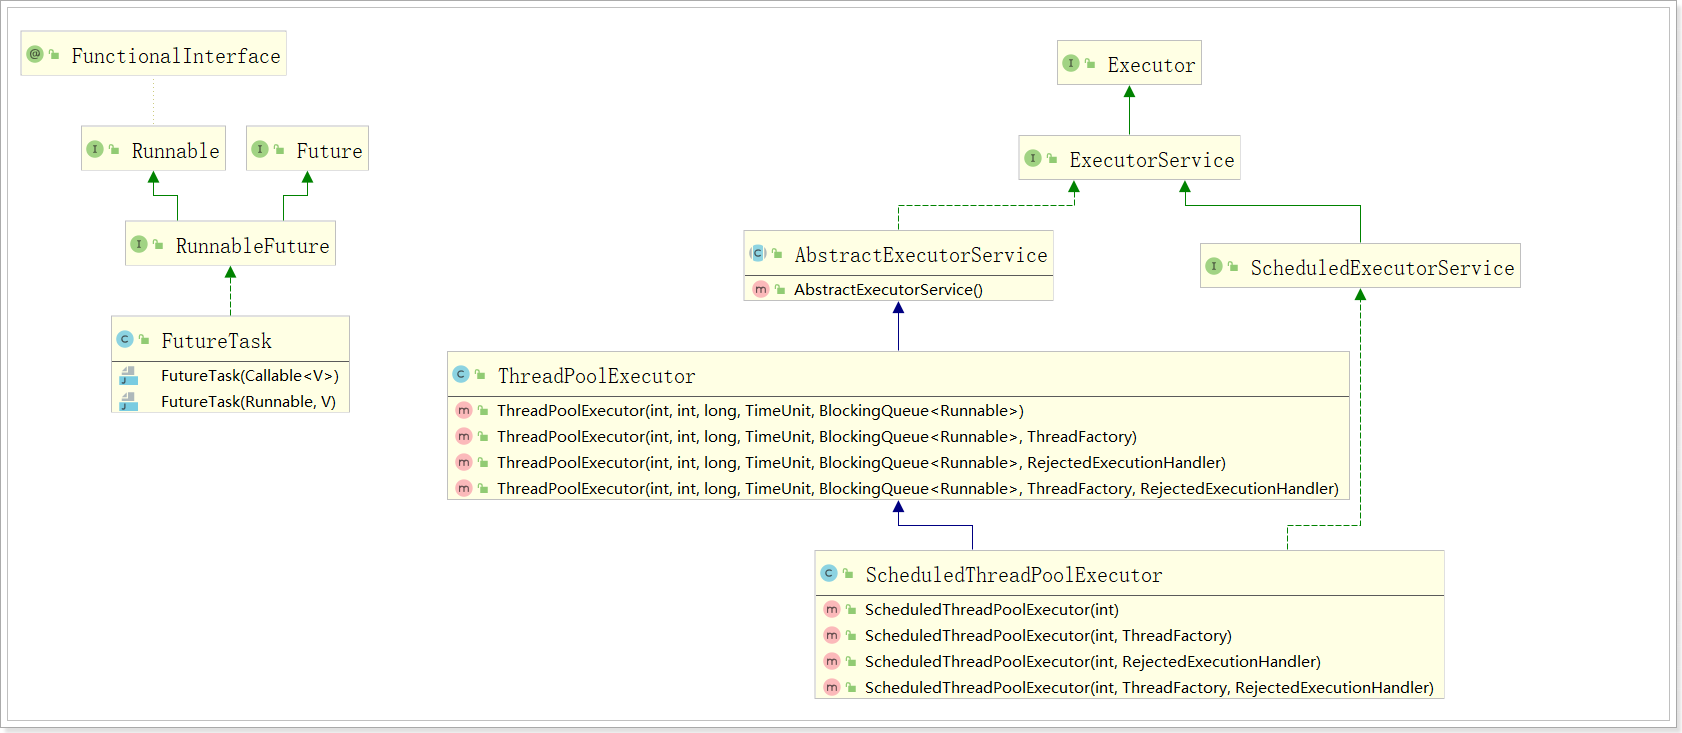 FunctionalInterface
Runnable
Future
RunnableFuture
FutureTask
FutureTask(Callable<V>)
FutureTask(Runnable, V)
Executor
ExecutorService
AbstractExecutorService
AbstractExecutorService()
ScheduledExecutorService
ThreadPoolExecutor
ThreadPoolExecutor(int, int, long, TimeUnit, BlockingQueue<Runnable>)
ThreadPoolExecutor(int, int, long, TimeUnit, BlockingQueue<Runnable>, ThreadFactory)
ThreadPoolExecutor(int, int, long, TimeUnit, BlockingQueue<Runnable>, RejectedExecutionHandler)
ThreadPoolExecutor(int, int, long, TimeUnit, BlockingQueue<Runnable>, ThreadFactory, RejectedExecutionHandler)
ScheduledThreadPoolExecutor
ScheduledThreadPoolExecutor(int)
ScheduledThreadPoolExecutor(int, ThreadFactory)
ScheduledThreadPoolExecutor(int, RejectedExecutionHandler)
ScheduledThreadPoolExecutor(int, ThreadFactory, RejectedExecutionHandler)